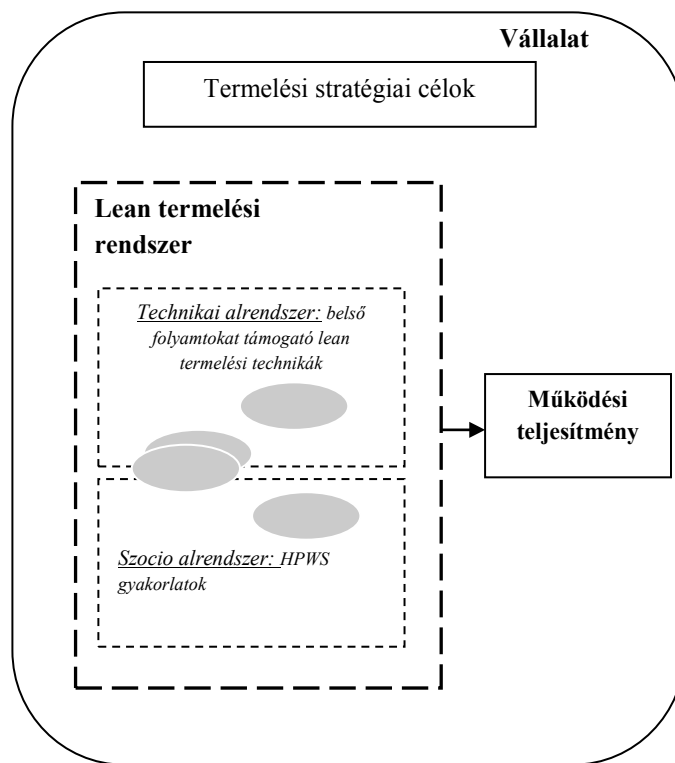 Vállalat
Termelési stratégiai célok
Lean termelési
rendszer
Technikai alrendszer: belső
folyamtokat támogató lean
termelési technikák
Működési
teljesítmény
Szocio alrendszer: HPWS
gyakorlatok